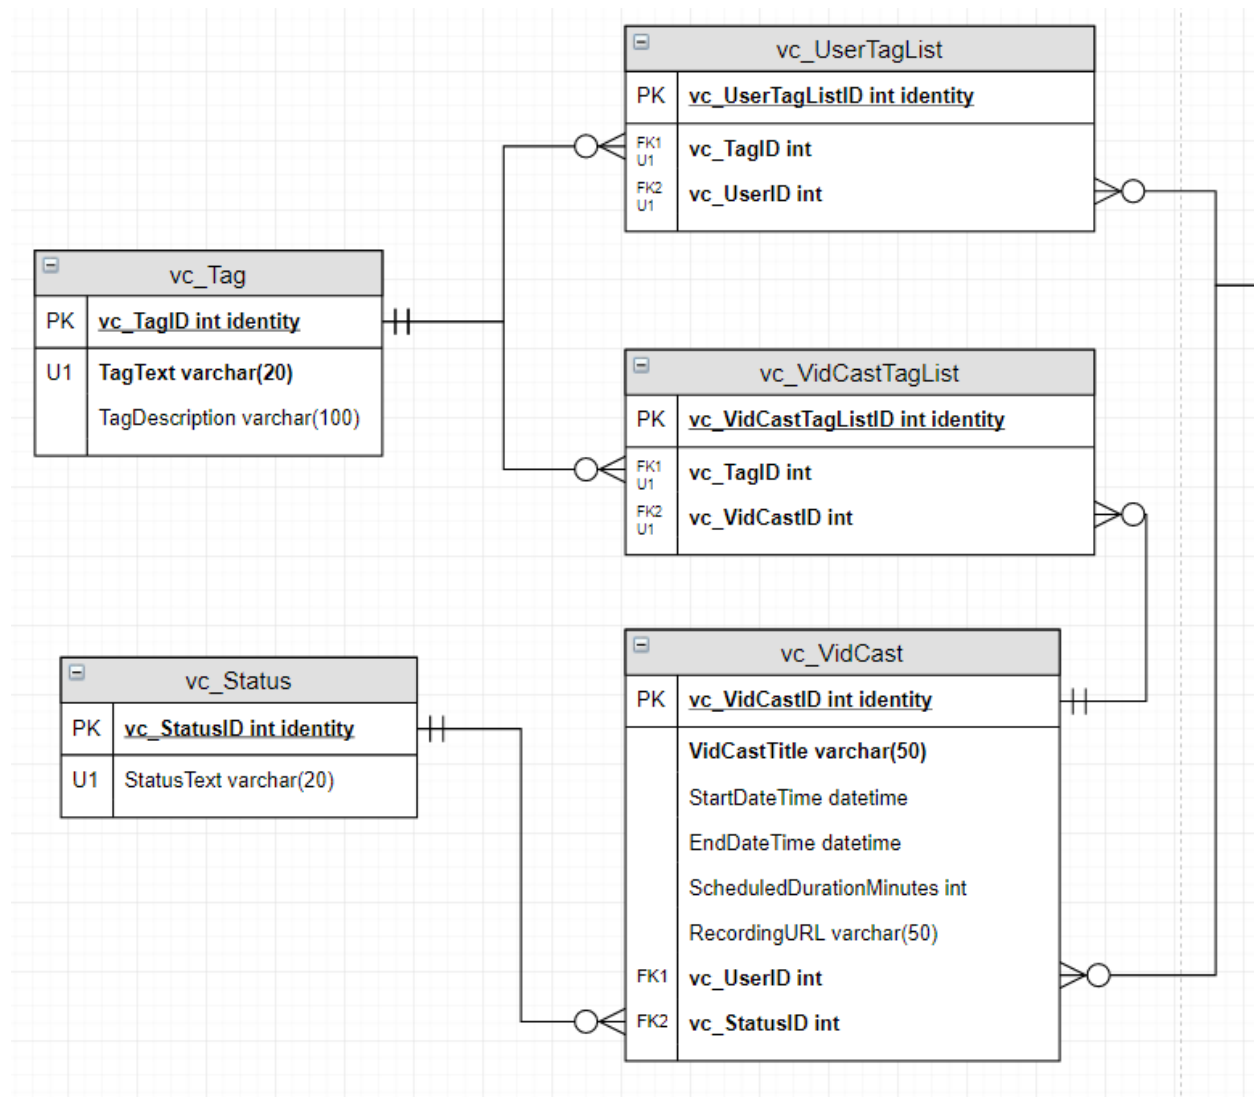 vc_UserTagList
PK vc_UserTagListID int identity
FK1 U1 vc_TagID int
FK2 U1 vc_UserID int
vc_Tag
PK vc_TagID int identity
U1 TagText varchar(20)
TagDescription varchar(100)
vc_VidCastTagList
PK vc_VidCastTagListID int identity
FK1 U1 vc_TagID int
FK2 U1 vc_VidCastID int
vc_Status
PK vc_StatusID int identity
U1 StatusText varchar(20)
vc_VidCast
PK vc_VidCastID int identity
VidCastTitle varchar(50)
StartDateTime datetime
EndDateTime datetime
ScheduledDurationMinutes int
RecordingURL varchar(50)
FK1 vc_UserID int
FK2 vc_StatusID int